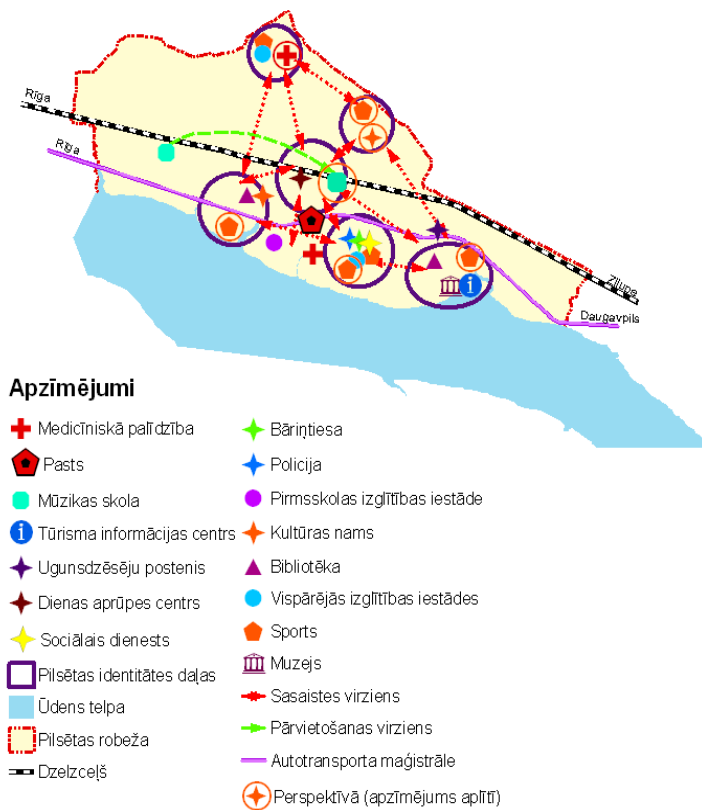 Rīga
Rīga
Zilupe
Daugavpils
Apzīmējumi
Medicīniskā palīdzība
Pasts
Mūzikas skola
Tūrisma informācijas centrs
Ugunsdzēsēju postenis
Dienas aprūpes centrs
Sociālais dienests
Pilsētas identitātes daļas
Ūdens telpa
Pilsētas robeža
Dzelzceļš
Bāriņtiesa
Policija
Pirmsskolas izglītības iestāde
Kultūras nams
Bibliotēka
Vispārējās izglītības iestādes
Sports
Muzejs
Sasaistes virziens
Pārvietošanas virziens
Autotransporta maģistrāle
Perspektīvā (apzīmējums aplītī)